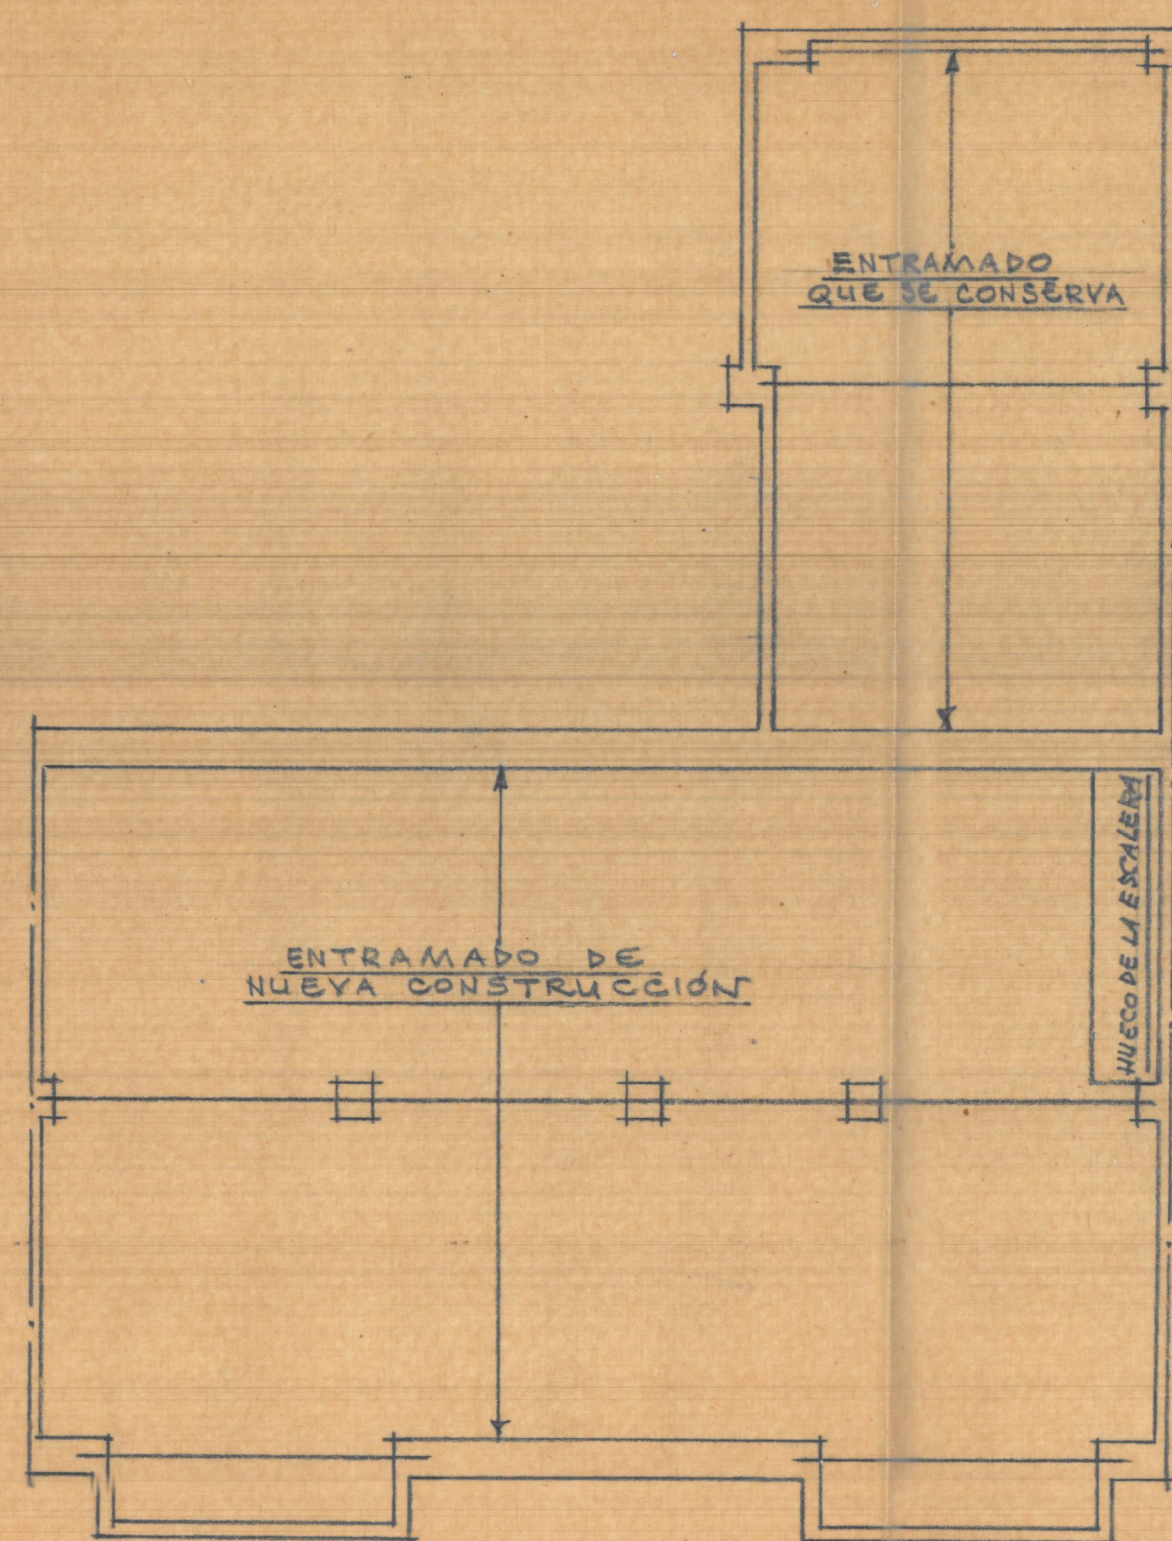 ENTRAMADO
QUE SE CONSERVA
HUECO DE LA ESCALERA
ENTRAMADO DE
NUEVA CONSTRUCCIÓN